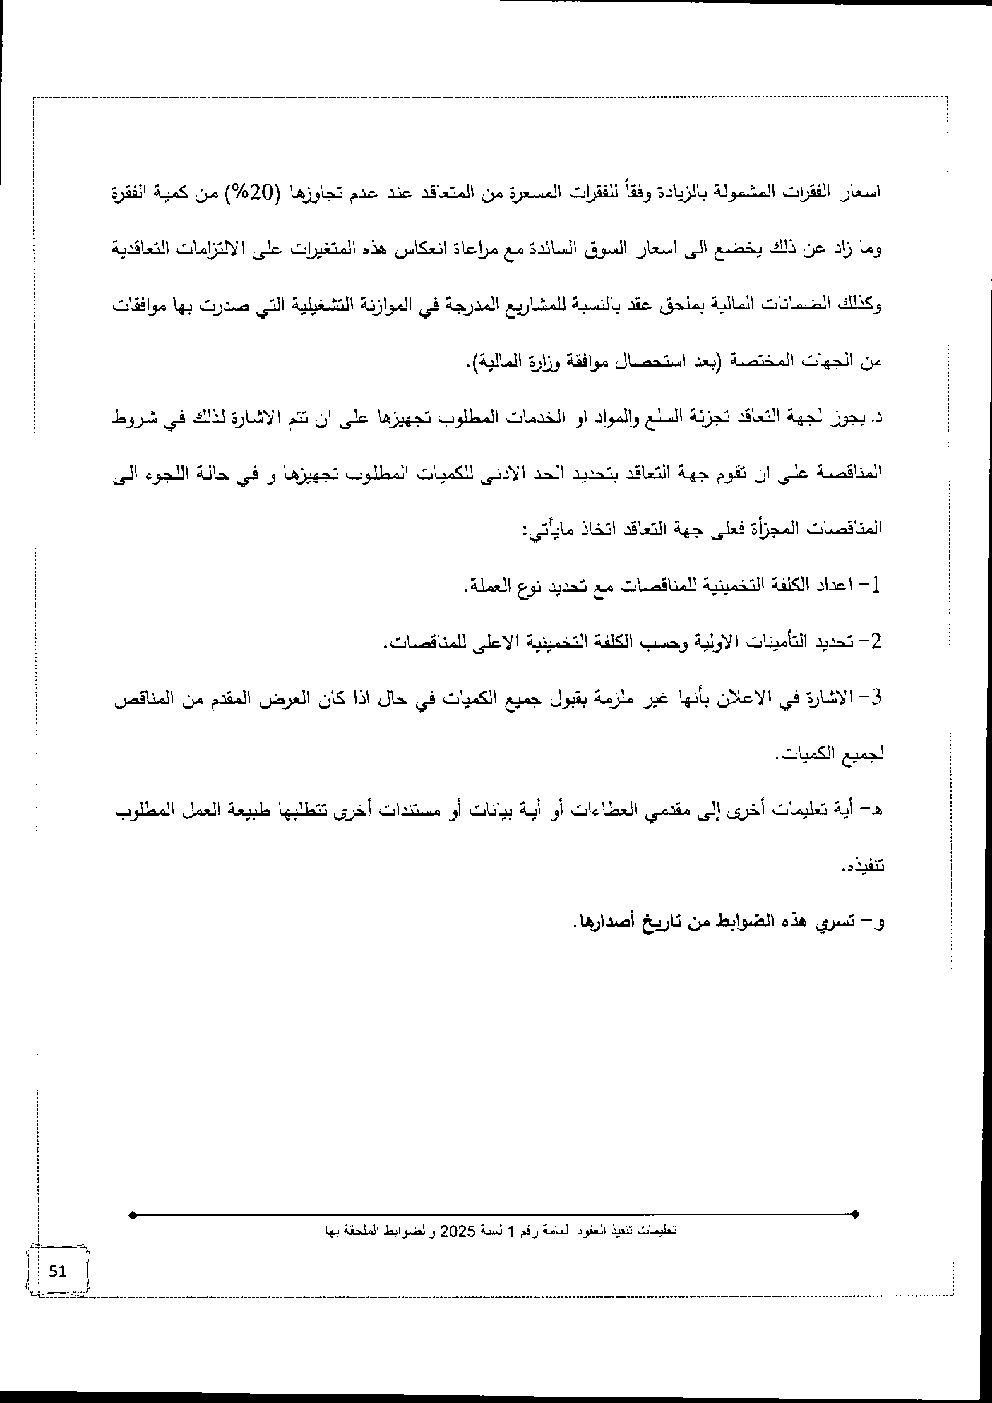 اسعار الفقرات المشمولة بالزيادة وفقاً للفقرات المسعرة من المتعاقد عند عدم تجاوزها (20%) من كمية الفقرة
وما زاد عن ذلك يخضع الى اسعار السوق السائدة مع مراعاة انعكاس هذه المتغيرات على الالتزامات التعاقدية
وكذلك الضمانات المالية بملحق عقد بالنسبة للمشاريع المدرجة في الموازنة التشغيلية التي صدرت بها موافقات
من الجهات المختصة (بعد استحصال موافقة وزارة المالية).
د. يجوز لجهة التعاقد تجزئة السلع والمواد او الخدمات المطلوب تجهيزها على ان تتم الاشارة لذلك في شروط
المناقصة على ان تقوم جهة التعاقد بتحديد الحد الادنى للكميات المطلوب تجهيزها و في حالة اللجوء الى
المناقصات المجزأة فعلى جهة التعاقد اتخاذ مايأتي:
1- اعداد الكلفة التخمينية للمناقصات مع تحديد نوع العملة.
2- تحديد التأمينات الاولية وحسب الكلفة التخمينية الاعلى للمناقصات.
3- الاشارة في الاعلان بأنها غير ملزمة بقبول جميع الكميات في حال اذا كان العرض المقدم من المناقص
لجميع الكميات.
هـ- أية تعليمات أخرى إلى مقدمي العطاءات أو أية بيانات أو مستندات أخرى تتطلبها طبيعة العمل المطلوب
تنفيذه.
و- تسري هذه الضوابط من تاريخ أصدارها.
تعليمات تنفيذ العقود العامة رقم 1 لسنة 2025 والضوابط الملحقة بها
51